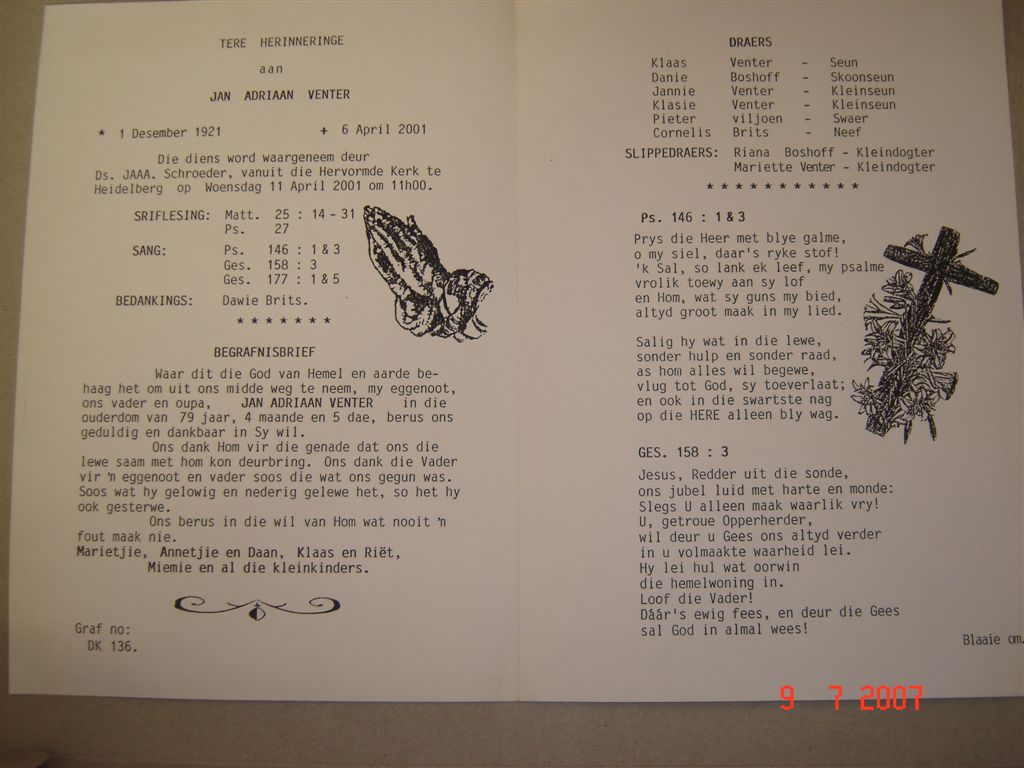 TERE HERINNERINGE
aan
JAN ADRIAAN VENTER
* 1 Desember 1921 + 6 April 2001
Die diens word waargeneem deur
Ds. JAAA. Schroeder, vanuit die Hervormde Kerk te
Heidelberg op Woensdag 11 April 2001 om 11h00.
SRIFLESING: Matt. 25 : 14 - 31
Ps. 27
SANG: Ps. 146 : 1 & 3
Ges. 158 : 3
Ges. 177 : 1 & 5
BEDANKINGS: Dawie Brits.
* * * * * * *
BEGRAFNISBRIEF
Waar dit die God van Hemel en aarde be-
haag het om uit ons midde weg te neem, my eggenoot,
ons vader en oupa, JAN ADRIAAN VENTER in die
ouderdom van 79 jaar, 4 maande en 5 dae, berus ons
geduldig en dankbaar in Sy wil.
Ons dank Hom vir die genade dat ons die
lewe saam met hom kon deurbring. Ons dank die Vader
vir 'n eggenoot en vader soos die wat ons gegun was.
Soos wat hy gelowig en nederig gelewe het, so het hy
ook gesterwe.
Ons berus in die wil van Hom wat nooit 'n
fout maak nie.
Marietjie, Annetjie en Daan, Klaas en Riët,
Miemie en al die kleinkinders.
Graf no:
DK 136.
DRAERS
Klaas Venter - Seun
Danie Boshoff - Skoonseun
Jannie Venter - Kleinseun
Klasie Venter - Kleinseun
Pieter viljoen - Swaer
Cornelis Brits - Neef
SLIPPEDRAERS: Riana Boshoff - Kleindogter
Mariette Venter - Kleindogter
* * * * * * * * * * *
Ps. 146 : 1 & 3
Prys die Heer met blye galme,
o my siel, daar's ryke stof!
'k Sal, so lank ek leef, my psalme
vrolik toewy aan sy lof
en Hom, wat sy guns my bied,
altyd groot maak in my lied.
Salig hy wat in die lewe,
sonder hulp en sonder raad,
as hom alles wil begewe,
vlug tot God, sy toeverlaat;
en ook in die swartste nag
op die HERE alleen bly wag.
GES. 158 : 3
Jesus, Redder uit die sonde,
ons jubel luid met harte en monde:
Slegs U alleen maak waarlik vry!
U, getroue Opperherder,
wil deur u Gees ons altyd verder
in u volmaakte waarheid lei.
Hy lei hul wat oorwin
die hemelwoning in.
Loof die Vader!
Dáár's ewig fees, en deur die Gees
sal God in almal wees!
Blaaie om.
9 7 2007